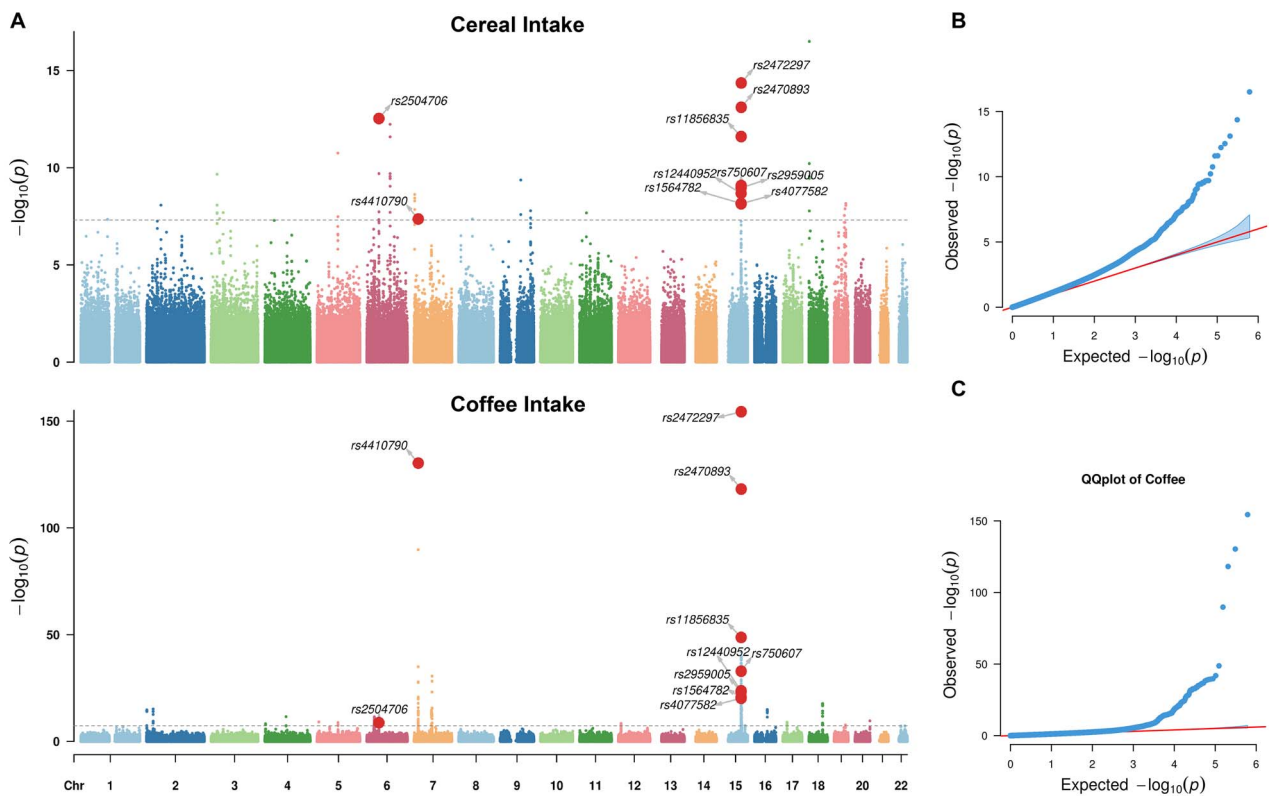 A
Cereal Intake
−log₁₀(p)
15
10
5
0
rs2504706
rs4410790
rs2472297
rs2470893
rs11856835
rs12440952
rs750607
rs2959005
rs1564782
rs4077582
Coffee Intake
−log₁₀(p)
150
100
50
0
rs4410790
rs2504706
rs2472297
rs2470893
rs11856835
rs12440952
rs750607
rs2959005
rs1564782
rs4077582
Chr 1 2 3 4 5 6 7 8 9 10 11 12 13 14 15 16 17 18 20 22
B
Observed −log₁₀(p)
15
10
5
0
0 1 2 3 4 5 6
Expected −log₁₀(p)
C
QQplot of Coffee
Observed −log₁₀(p)
150
100
50
0
0 1 2 3 4 5 6
Expected −log₁₀(p)